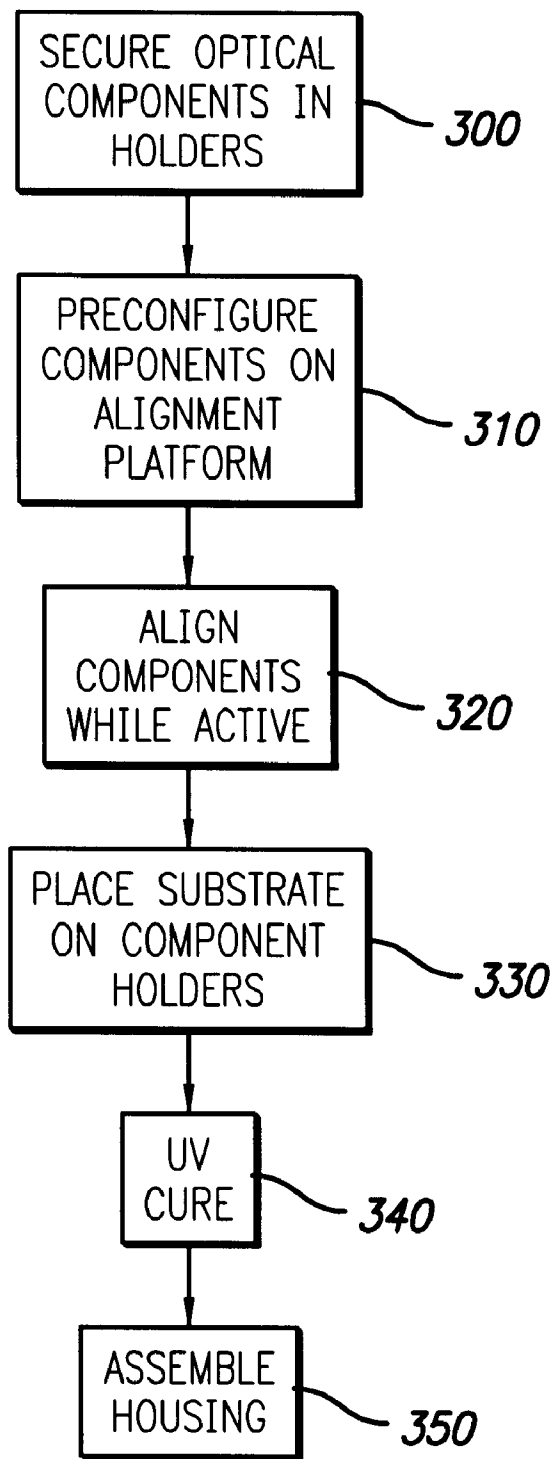 SECURE OPTICAL
COMPONENTS IN
HOLDERS
300
PRECONFIGURE
COMPONENTS ON
ALIGNMENT
PLATFORM
310
ALIGN
COMPONENTS
WHILE ACTIVE
320
PLACE SUBSTRATE
ON COMPONENT
HOLDERS
330
UV
CURE
340
ASSEMBLE
HOUSING
350